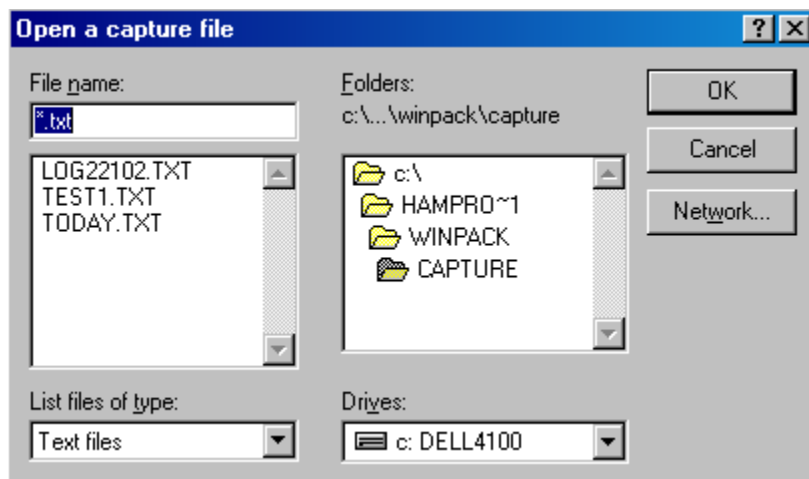 Open a capture file
File name:
*.txt
LOG22102.TXT
TEST1.TXT
TODAY.TXT
List files of type:
Text files
Folders:
c:\...\winpack\capture
c:\
HAMPRO~1
WINPACK
CAPTURE
Drives:
c: DELL4100
OK
Cancel
Network...